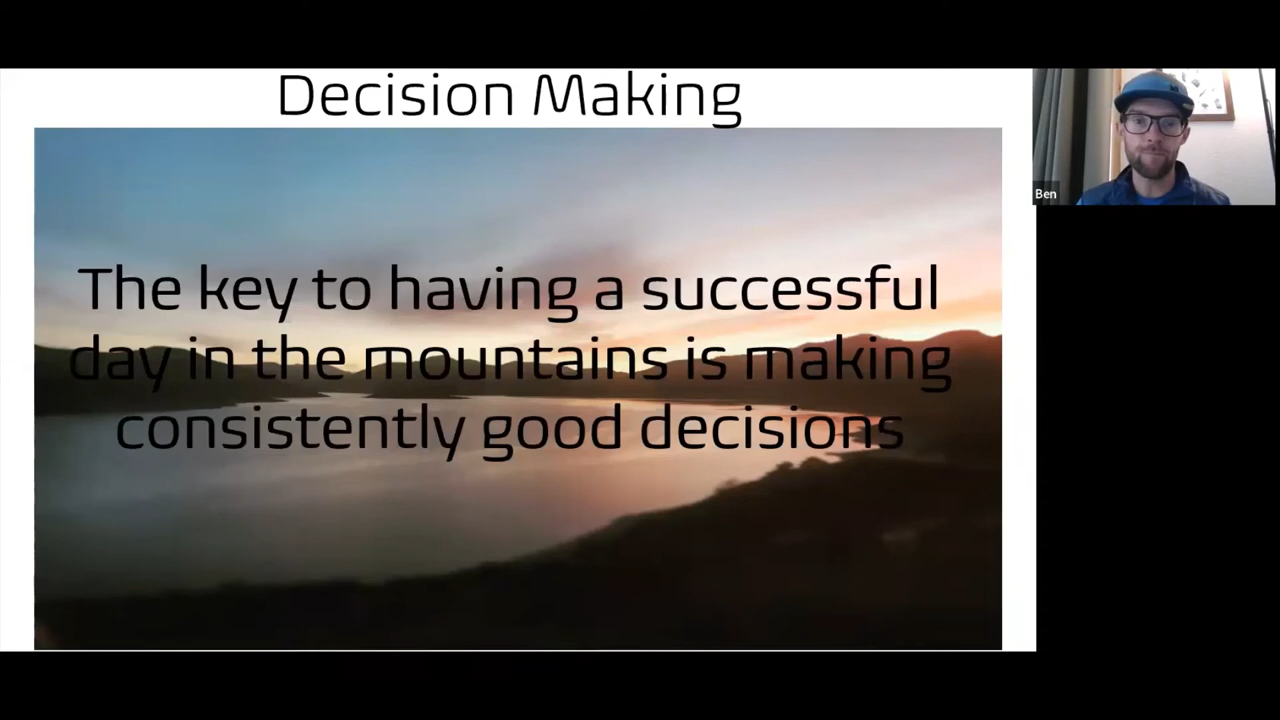 Decision Making
The key to having a successful
day in the mountains is making
consistently good decisions
Ben